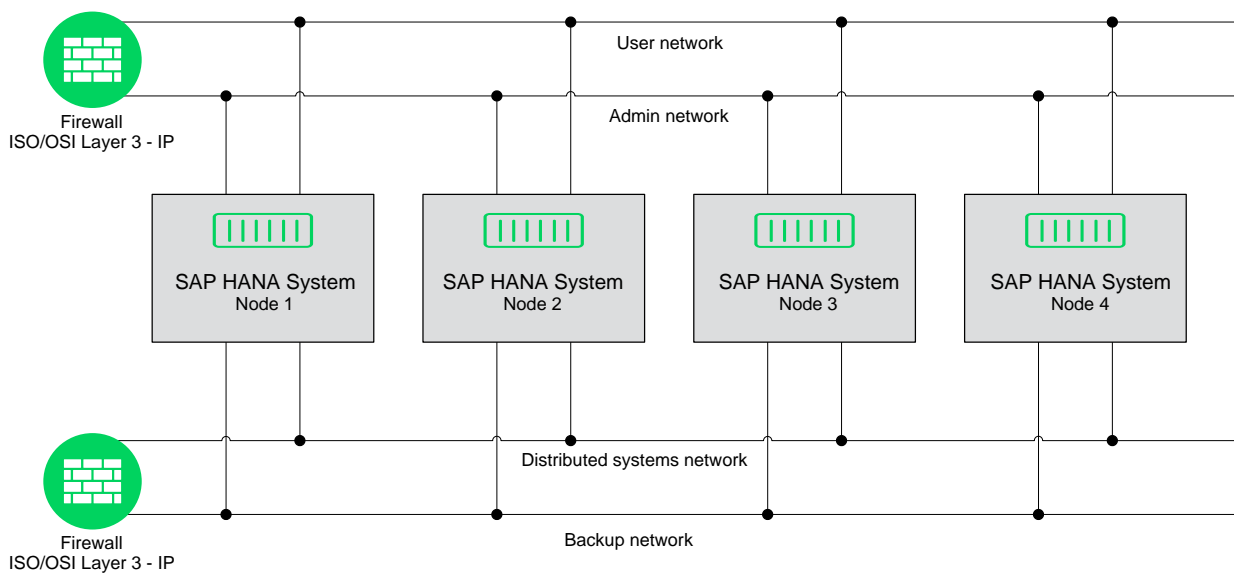 User network
Admin network
Firewall
ISO/OSI Layer 3 - IP
SAP HANA System
Node 1
SAP HANA System
Node 2
SAP HANA System
Node 3
SAP HANA System
Node 4
Distributed systems network
Backup network
Firewall
ISO/OSI Layer 3 - IP